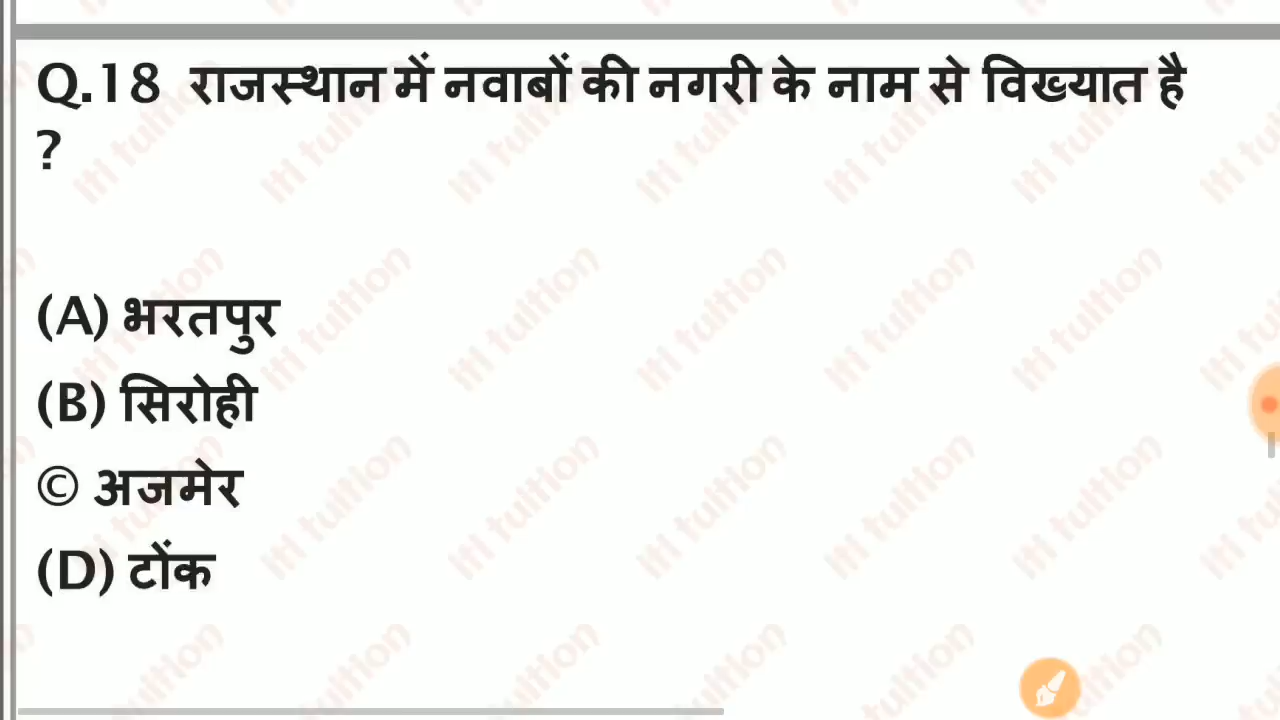 Q.18 राजस्थान में नवाबों की नगरी के नाम से विख्यात है
?
(A) भरतपुर
(B) सिरोही
© अजमेर
(D) टोंक